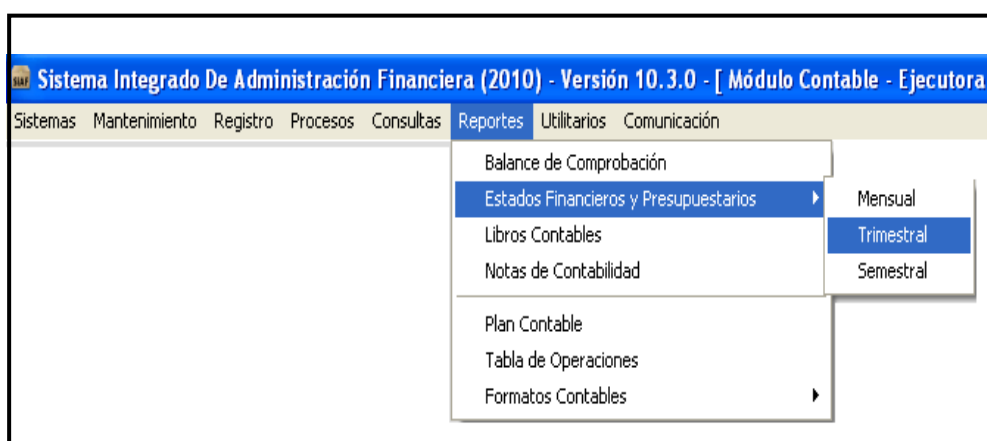 SIAF Sistema Integrado De Administración Financiera (2010) - Versión 10.3.0 - [ Módulo Contable - Ejecutora
Sistemas Mantenimiento Registro Procesos Consultas Reportes Utilitarios Comunicación
Balance de Comprobación
Estados Financieros y Presupuestarios
Mensual
Libros Contables
Trimestral
Notas de Contabilidad
Semestral
Plan Contable
Tabla de Operaciones
Formatos Contables